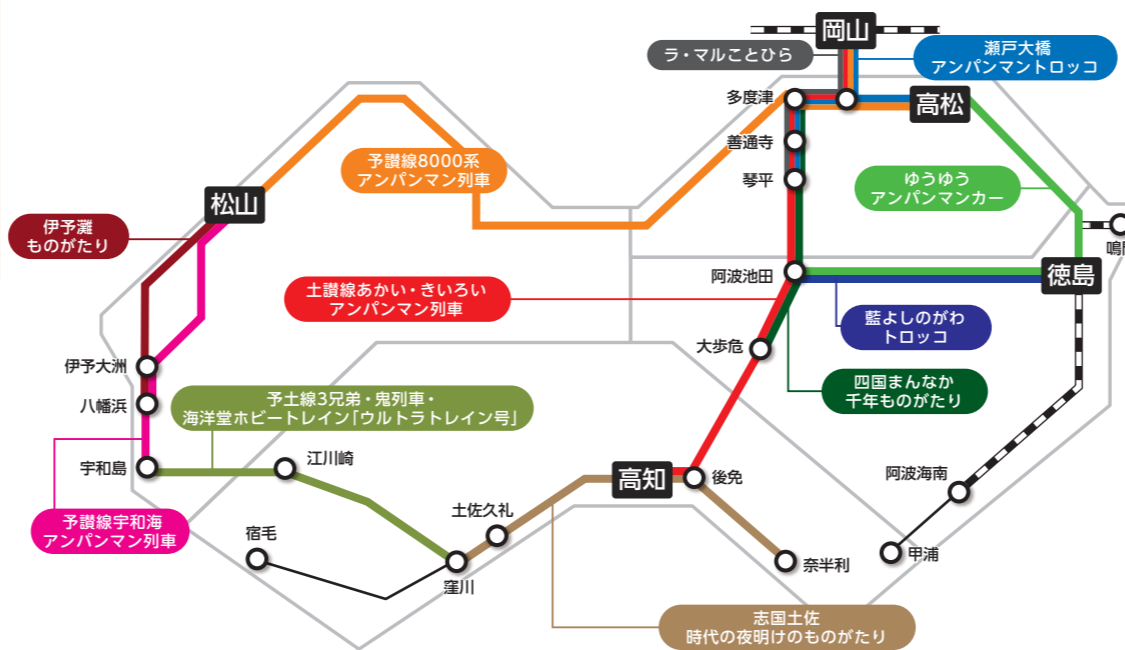 岡山
ラ・マルことひら
瀬戸大橋
アンパンマントロッコ
多度津
高松
善通寺
予讃線8000系
アンパンマン列車
琴平
ゆうゆう
アンパンマンカー
松山
伊予灘
ものがたり
阿波池田
徳島
土讃線あかい・きいろい
アンパンマン列車
藍よしのがわ
トロッコ
大歩危
伊予大洲
四国まんなか
千年ものがたり
八幡浜
予土線3兄弟・鬼列車・
海洋堂ホビートレイン「ウルトラトレイン号」
宇和島
江川崎
高知
後免
阿波海南
土佐久礼
予讃線宇和海
アンパンマン列車
宿毛
窪川
奈半利
甲浦
志国土佐
時代の夜明けのものがたり